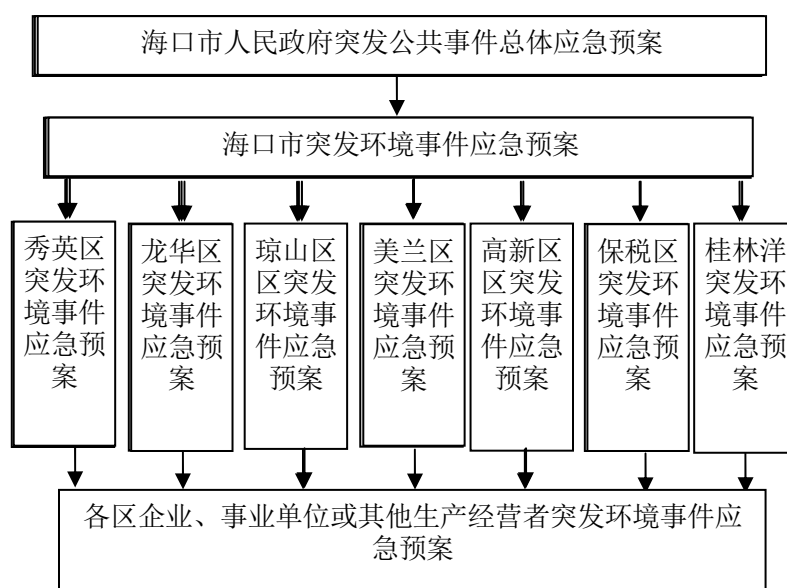 海口市人民政府突发公共事件总体应急预案
海口市突发环境事件应急预案
秀英区
突发环
境事件
应急预
案
龙华区
突发环
境事件
应急预
案
琼山区
区突发
环境事
件应急
预案
美兰区
突发环
境事件
应急预
案
高新区
区突发
环境事
件应急
预案
保税区
突发环
境事件
应急预
案
桂林洋
突发环
境事件
应急预
案
各区企业、事业单位或其他生产经营者突发环境事件应
急预案